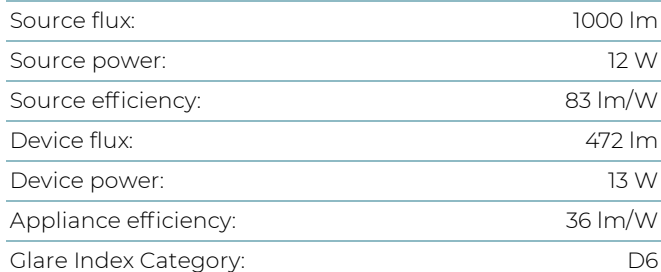 Source flux: 1000 lm
Source power: 12 W
Source efficiency: 83 lm/W
Device flux: 472 lm
Device power: 13 W
Appliance efficiency: 36 lm/W
Glare Index Category: D6